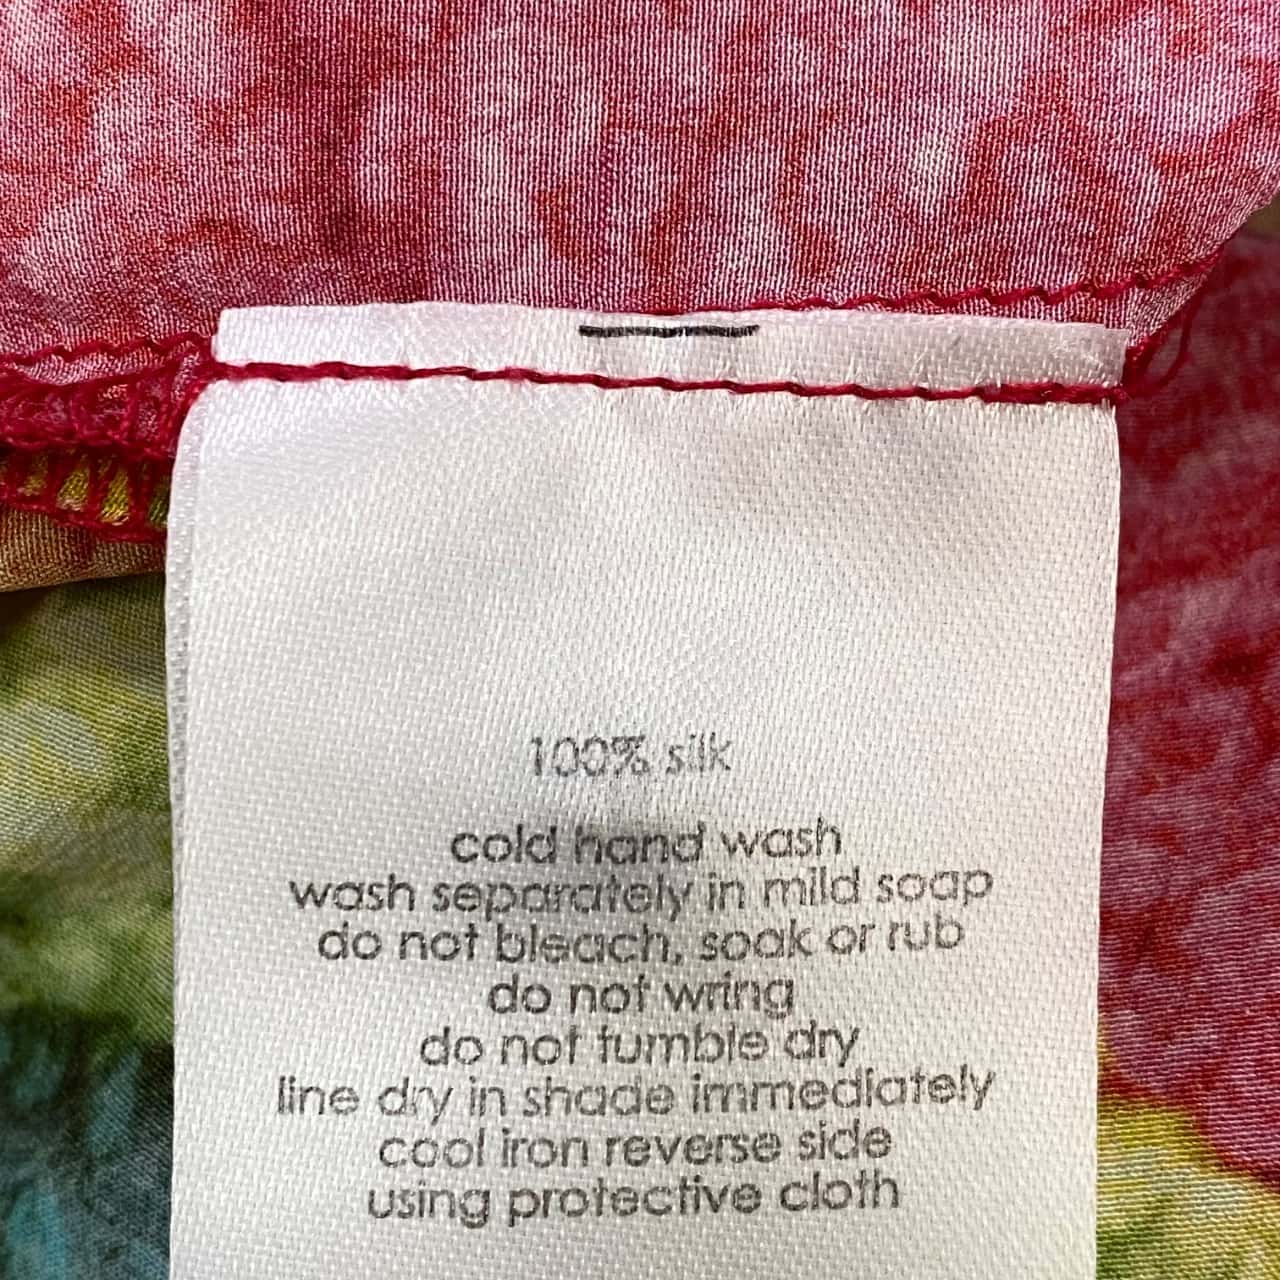 100% silk
cold hand wash
wash separately in mild soap
do not bleach, soak or rub
do not wring
do not tumble dry
line dry in shade immediately
cool iron reverse side
using protective cloth